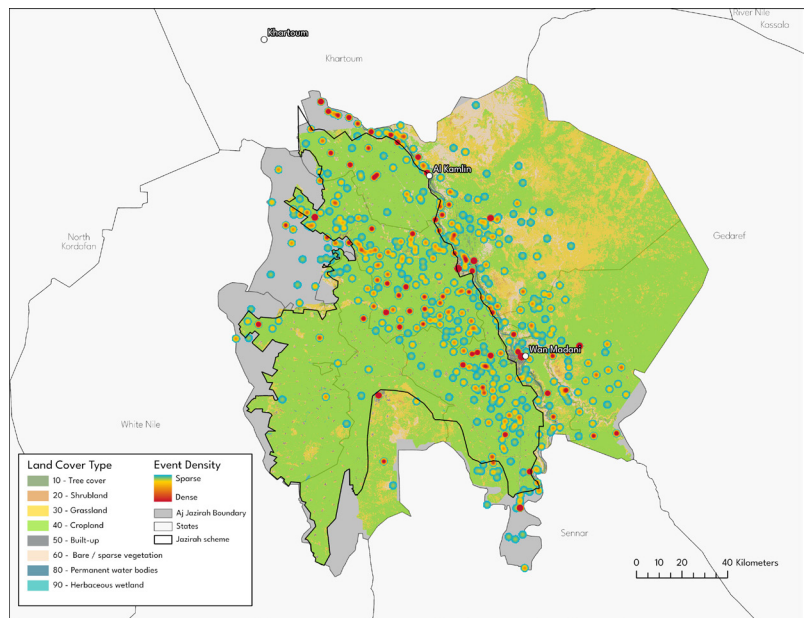 River Nile
Kassala
Khartoum
Khartoum
Al Kamlin
North
Kordofan
Gedaref
Wan Madani
White Nile
Sennar
Land Cover Type
10 - Tree cover
20 - Shrubland
30 - Grassland
40 - Cropland
50 - Built-up
60 - Bare / sparse vegetation
80 - Permanent water bodies
90 - Herbaceous wetland
Event Density
Sparse
Dense
Aj Jazirah Boundary
States
Jazirah scheme
0 10 20 40 Kilometers